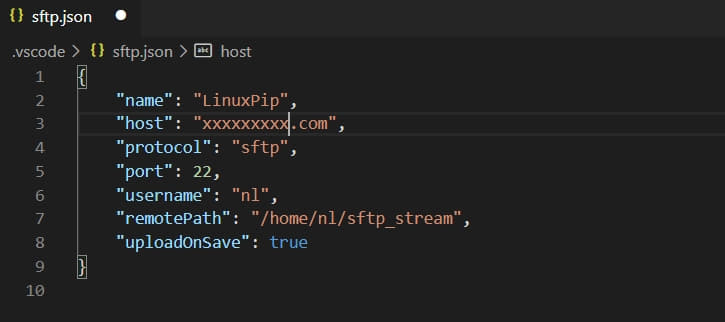 {} sftp.json ●
.vscode > {} sftp.json > abc host
1 {
2 "name": "LinuxPip",
3 "host": "xxxxxxxxx.com",
4 "protocol": "sftp",
5 "port": 22,
6 "username": "nl",
7 "remotePath": "/home/nl/sftp_stream",
8 "uploadOnSave": true
9 }
10